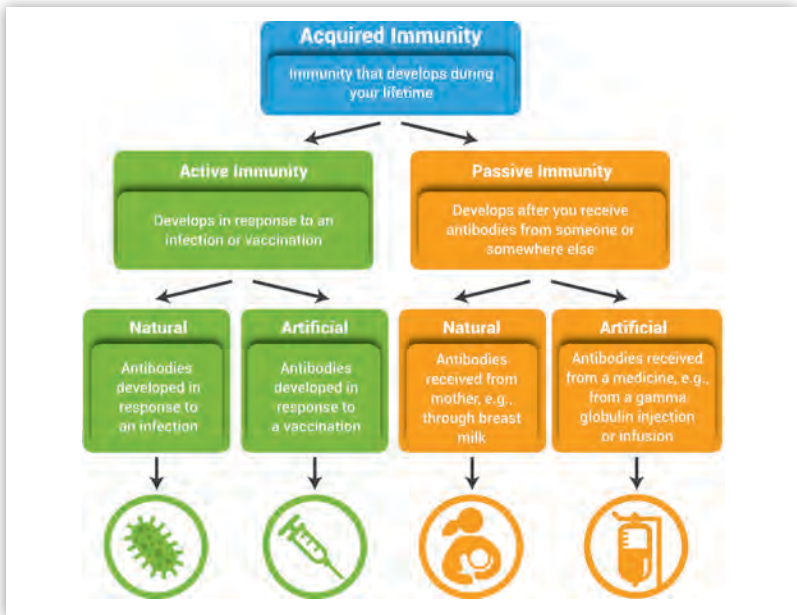 Acquired Immunity
Immunity that develops during
your lifetime
Active Immunity
Develops in response to an
infection or vaccination
Passive Immunity
Develops after you receive
antibodies from someone or
somewhere else
Natural
Antibodies
developed in
response to
an infection
Artificial
Antibodies
developed in
response to
a vaccination
Natural
Antibodies
received from
mother, e.g.,
through breast
milk
Artificial
Antibodies received
from a medicine, e.g.,
from a gamma
globulin injection
or infusion